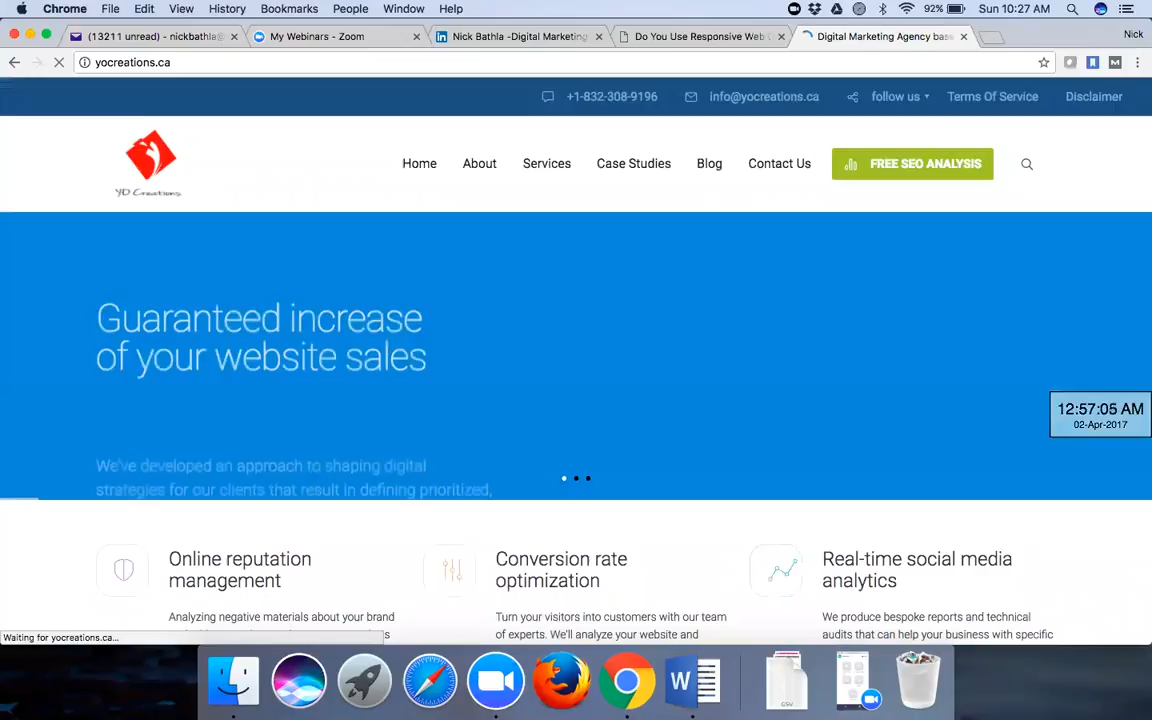 Chrome File Edit View History Bookmarks People Window Help 92% Sun 10:27 AM
(13211 unread) - nickbathla@ My Webinars - Zoom Nick Bathla -Digital Marketing Do You Use Responsive Web Digital Marketing Agency base Nick
yocreations.ca
+1-832-308-9196 info@yocreations.ca follow us Terms Of Service Disclaimer
Home About Services Case Studies Blog Contact Us FREE SEO ANALYSIS
YD Creations
Guaranteed increase
of your website sales
12:57:05 AM
02-Apr-2017
We've developed an approach to shaping digital
strategies for our clients that result in defining prioritized,
Online reputation
management
Analyzing negative materials about your brand
Conversion rate
optimization
Turn your visitors into customers with our team
of experts. We'll analyze your website and
Real-time social media
analytics
We produce bespoke reports and technical
audits that can help your business with specific
Waiting for yocreations.ca...
W
GSV